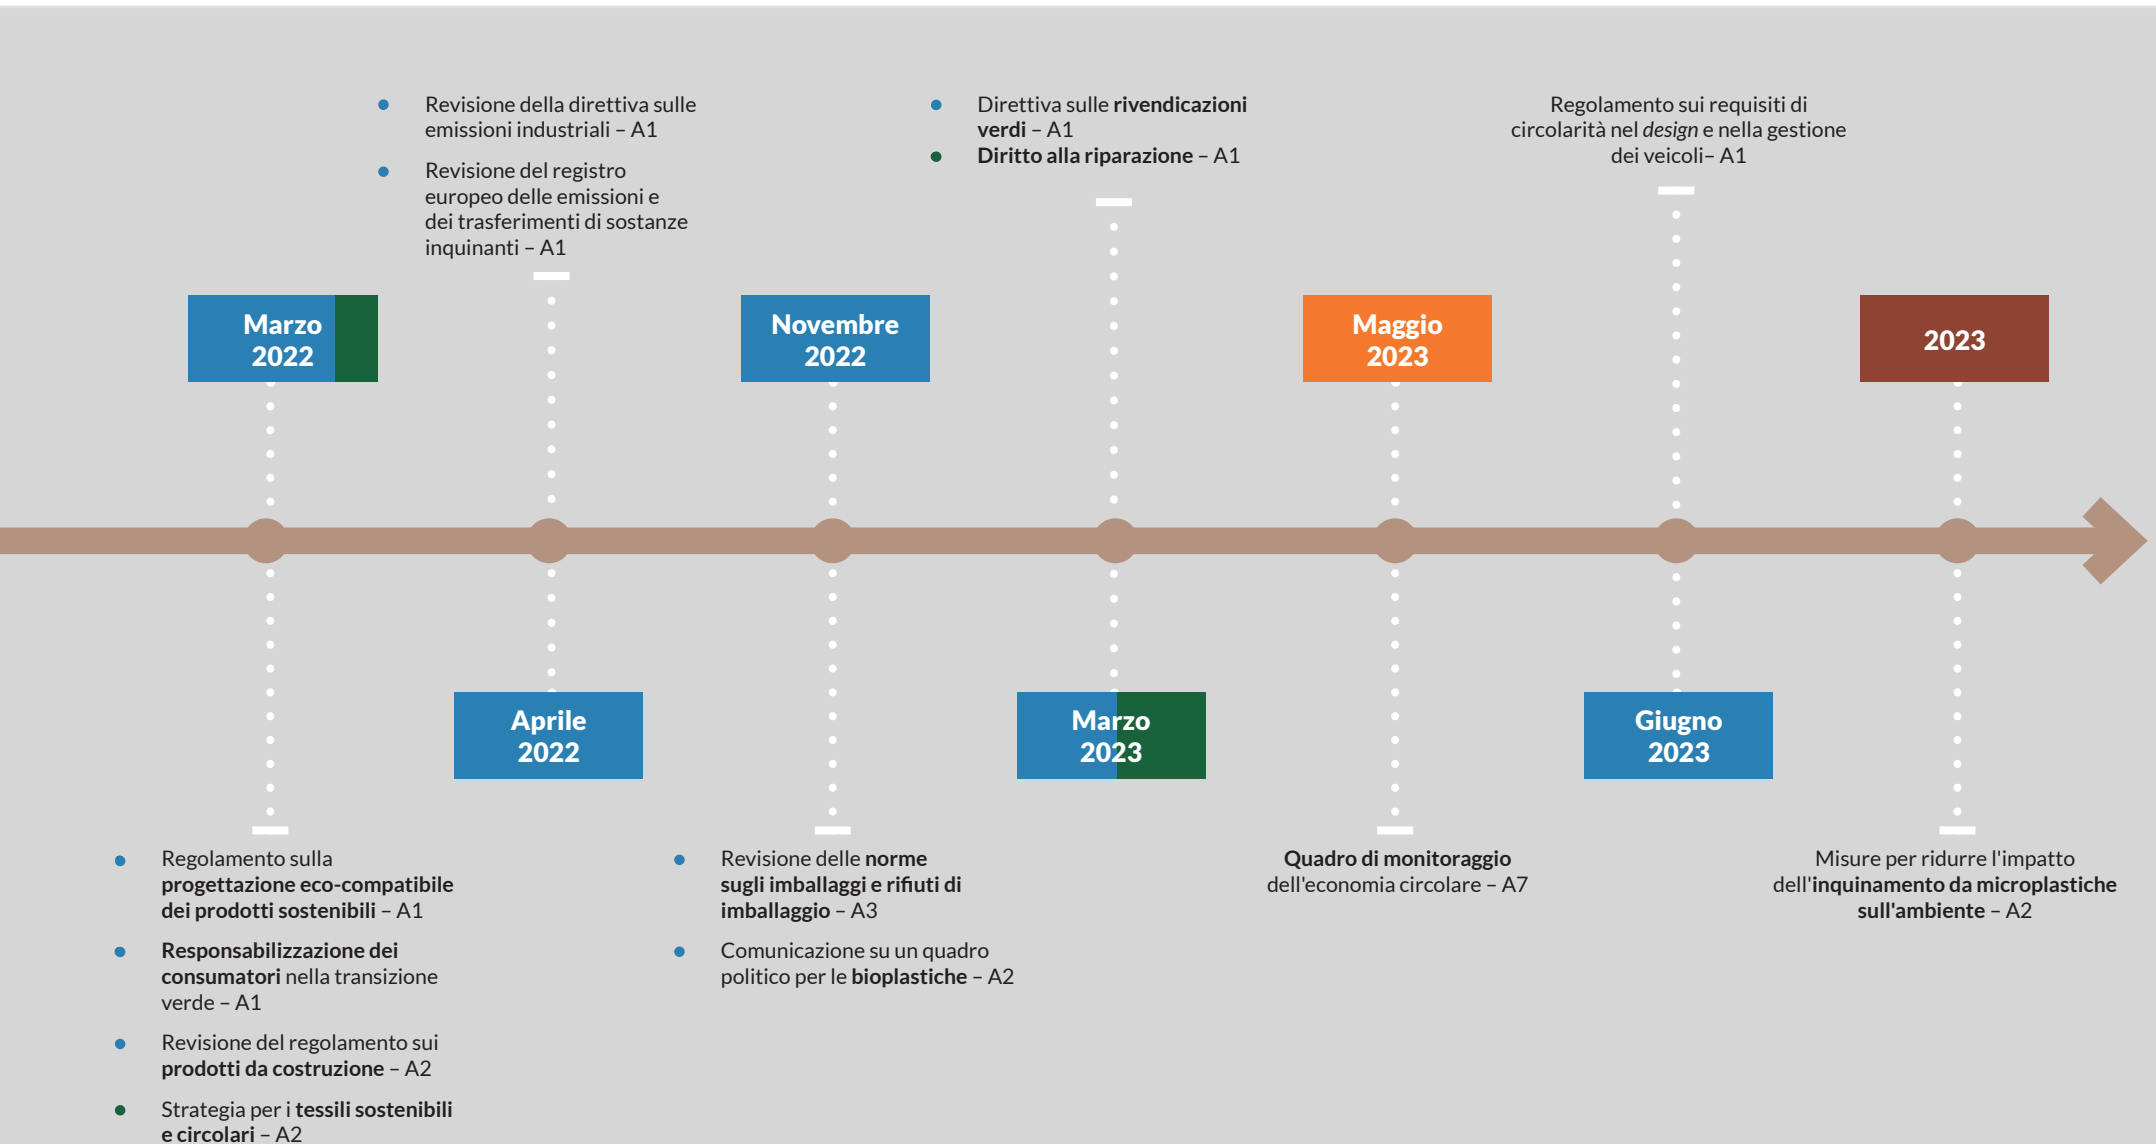 Revisione della direttiva sulle
emissioni industriali – A1
Revisione del registro
europeo delle emissioni e
dei trasferimenti di sostanze
inquinanti – A1
Direttiva sulle rivendicazioni
verdi – A1
Diritto alla riparazione – A1
Regolamento sui requisiti di
circolarità nel design e nella gestione
dei veicoli– A1
Marzo
2022
Novembre
2022
Maggio
2023
2023
Aprile
2022
Marzo
2023
Giugno
2023
Regolamento sulla
progettazione eco-compatibile
dei prodotti sostenibili – A1
Responsabilizzazione dei
consumatori nella transizione
verde – A1
Revisione del regolamento sui
prodotti da costruzione – A2
Strategia per i tessili sostenibili
e circolari – A2
Revisione delle norme
sugli imballaggi e rifiuti di
imballaggio – A3
Comunicazione su un quadro
politico per le bioplastiche – A2
Quadro di monitoraggio
dell'economia circolare – A7
Misure per ridurre l'impatto
dell'inquinamento da microplastiche
sull'ambiente – A2